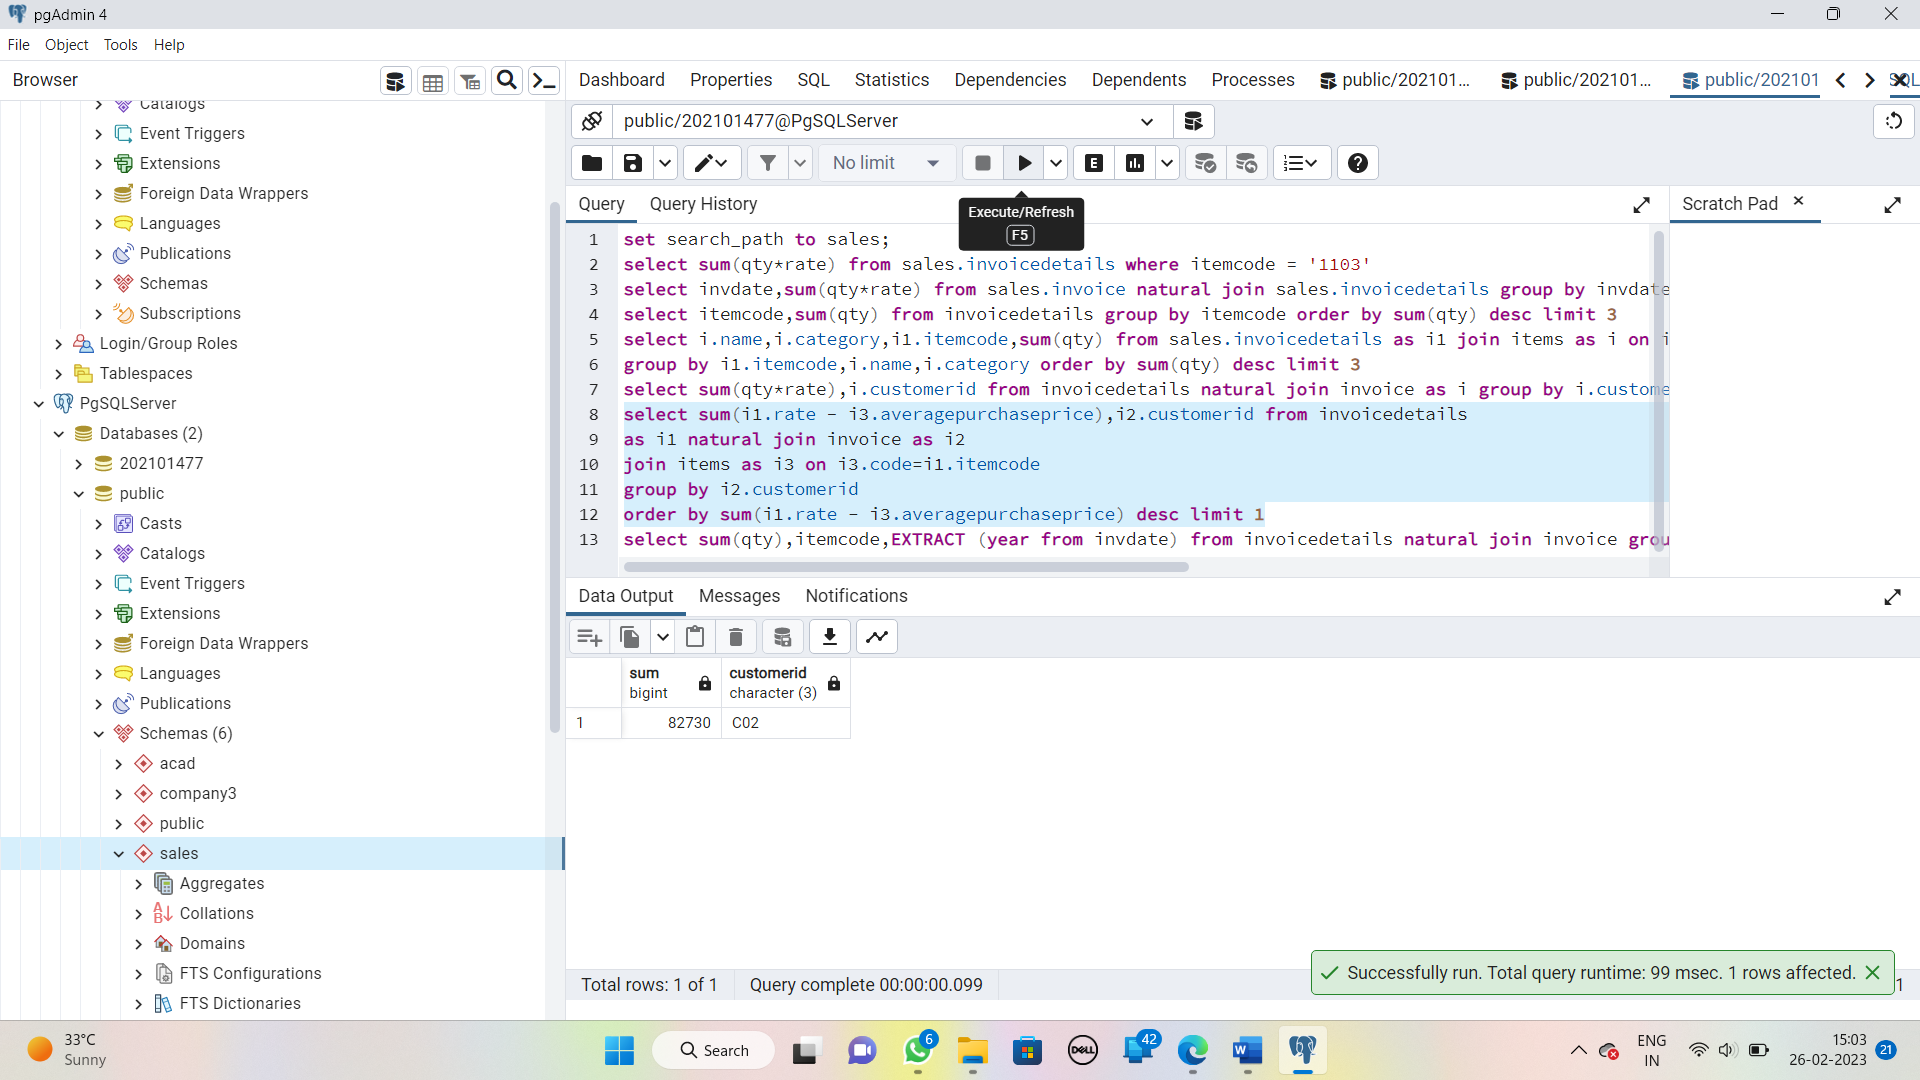 pgAdmin 4
File Object Tools Help
Browser
Dashboard Properties SQL Statistics Dependencies Dependents Processes public/202101... public/202101... public/202101
public/202101477@PgSQLServer
No limit
Query Query History
Scratch Pad
Execute/Refresh
F5
1 set search_path to sales;
2 select sum(qty*rate) from sales.invoicedetails where itemcode = '1103'
3 select invdate,sum(qty*rate) from sales.invoice natural join sales.invoicedetails group by invdate
4 select itemcode,sum(qty) from invoicedetails group by itemcode order by sum(qty) desc limit 3
5 select i.name,i.category,i1.itemcode,sum(qty) from sales.invoicedetails as i1 join items as i on i
6 group by i1.itemcode,i.name,i.category order by sum(qty) desc limit 3
7 select sum(qty*rate),i.customerid from invoicedetails natural join invoice as i group by i.custome
8 select sum(i1.rate - i3.averagepurchaseprice),i2.customerid from invoicedetails
9 as i1 natural join invoice as i2
10 join items as i3 on i3.code=i1.itemcode
11 group by i2.customerid
12 order by sum(i1.rate - i3.averagepurchaseprice) desc limit 1
13 select sum(qty),itemcode,EXTRACT (year from invdate) from invoicedetails natural join invoice grou
Data Output Messages Notifications
sum
bigint
customerid
character (3)
1 82730 C02
Total rows: 1 of 1
Query complete 00:00:00.099
Successfully run. Total query runtime: 99 msec. 1 rows affected.
1
Catalogs
Event Triggers
Extensions
Foreign Data Wrappers
Languages
Publications
Schemas
Subscriptions
Login/Group Roles
Tablespaces
PgSQLServer
Databases (2)
202101477
public
Casts
Catalogs
Event Triggers
Extensions
Foreign Data Wrappers
Languages
Publications
Schemas (6)
acad
company3
public
sales
Aggregates
Collations
Domains
FTS Configurations
FTS Dictionaries
33°C
Sunny
Search
6
DELL
42
ENG
IN
15:03
26-02-2023
21